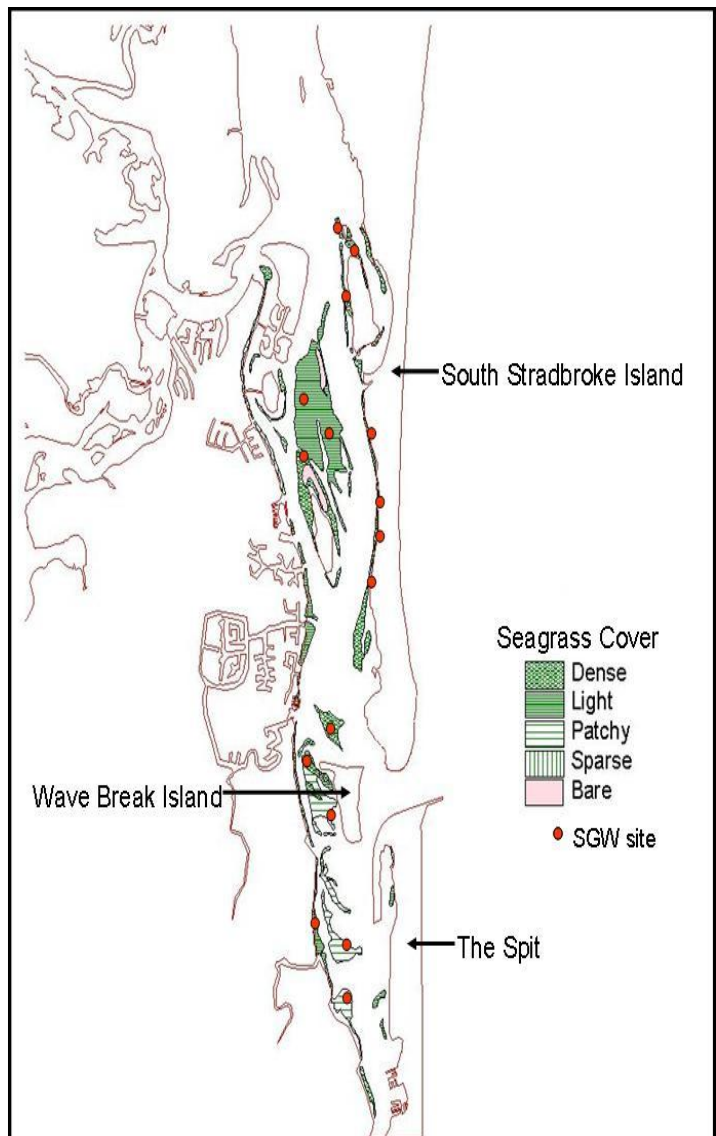 South Stradbroke Island
Seagrass Cover
Dense
Light
Patchy
Sparse
Bare
SGW site
Wave Break Island
The Spit